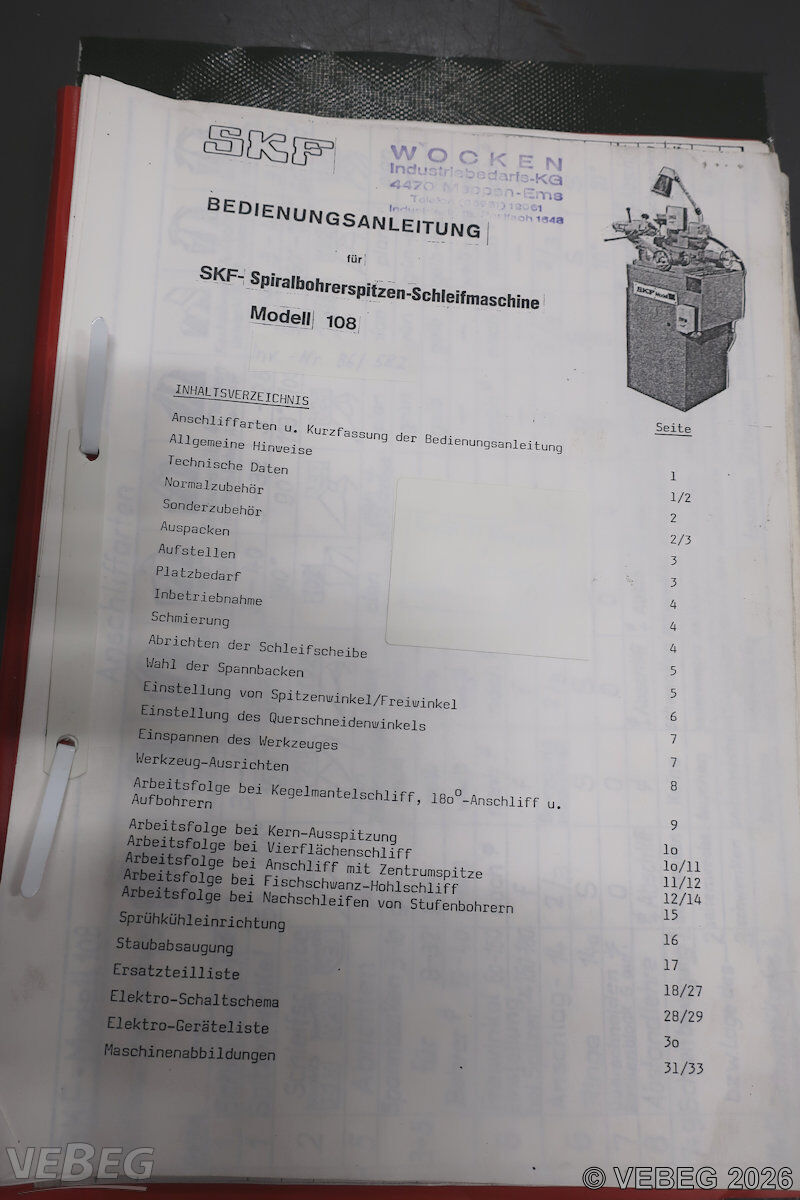 SKF
WOCKEN
Industriebedarfs-KG
4470 Meppen-Ems
BEDIENUNGSANLEITUNG
für
SKF- Spiralbohrerspitzen-Schleifmaschine
Modell 108
SKF
INHALTSVERZEICHNIS
Seite
Anschliffarten u. Kurzfassung der Bedienungsanleitung
Allgemeine Hinweise 1
Technische Daten 1/2
Normalzubehör 2
Sonderzubehör 2/3
Auspacken 3
Aufstellen 3
Platzbedarf 4
Inbetriebnahme 4
Schmierung 4
Abrichten der Schleifscheibe 5
Wahl der Spannbacken 5
Einstellung von Spitzenwinkel/Freiwinkel 6
Einstellung des Querschneidenwinkels 7
Einspannen des Werkzeuges 7
Werkzeug-Ausrichten 8
Arbeitsfolge bei Kegelmantelschliff, 18o°-Anschliff u.
Aufbohrern 9
Arbeitsfolge bei Kern-Ausspitzung 1o
Arbeitsfolge bei Vierflächenschliff 1o/11
Arbeitsfolge bei Anschliff mit Zentrumspitze 11/12
Arbeitsfolge bei Fischschwanz-Hohlschliff 12/14
Arbeitsfolge bei Nachschleifen von Stufenbohrern 15
Sprühkühleinrichtung 16
Staubabsaugung 17
Ersatzteilliste 18/27
Elektro-Schaltschema 28/29
Elektro-Geräteliste 3o
Maschinenabbildungen 31/33
VEBEG
© VEBEG 2026